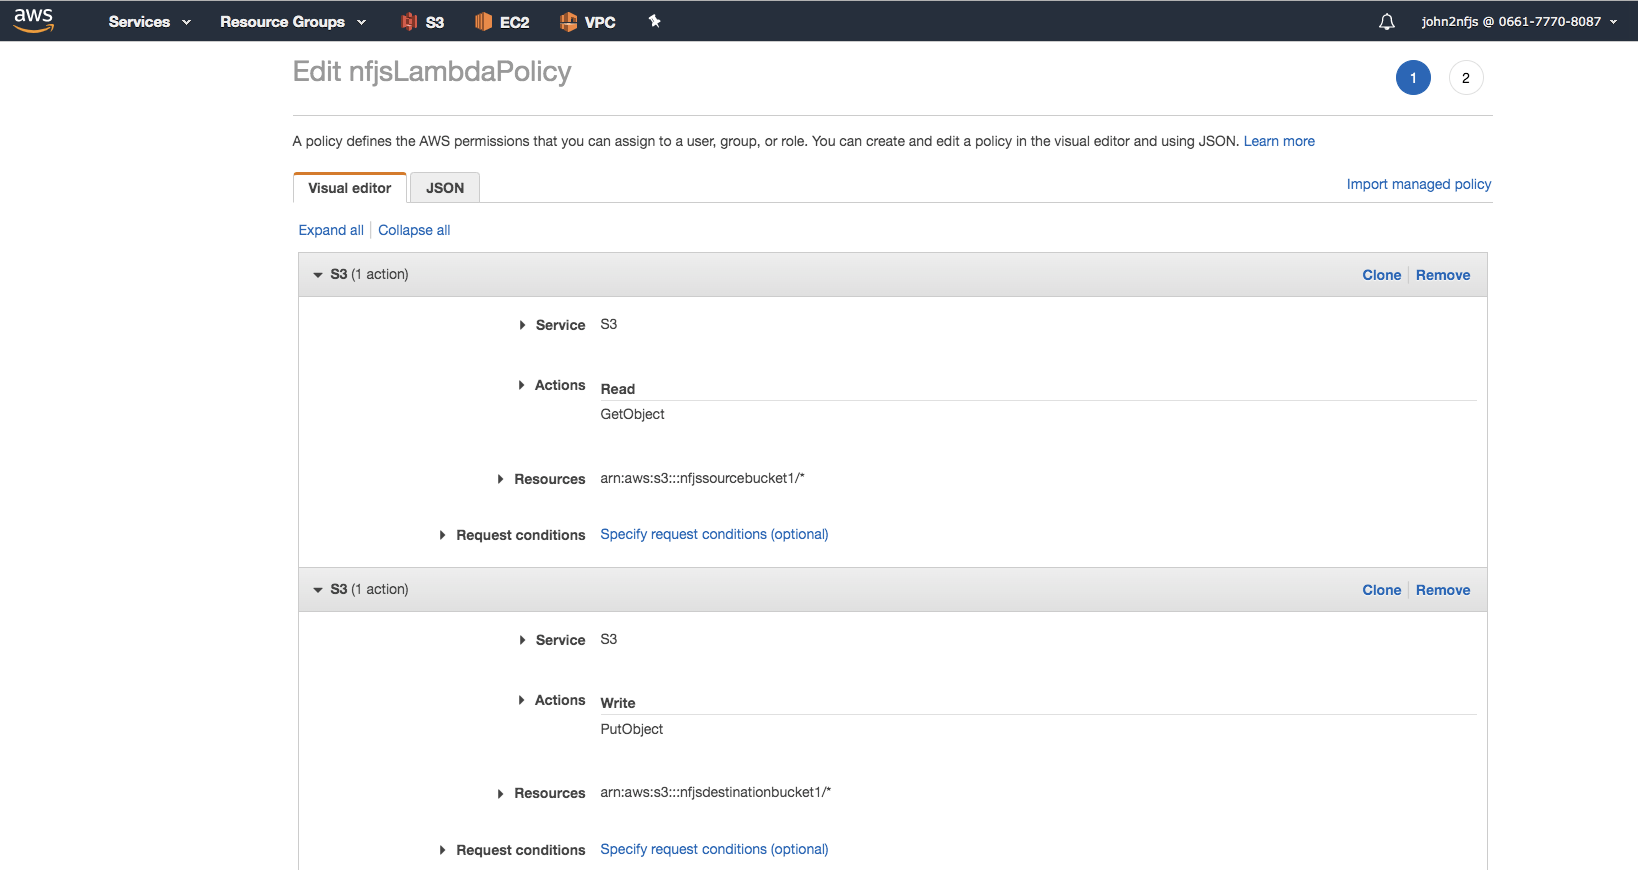 aws Services Resource Groups S3 EC2 VPC john2nfjs @ 0661-7770-8087
Edit nfjsLambdaPolicy
1 2
A policy defines the AWS permissions that you can assign to a user, group, or role. You can create and edit a policy in the visual editor and using JSON. Learn more
Visual editor JSON Import managed policy
Expand all Collapse all
S3 (1 action) Clone Remove
Service S3
Actions Read
GetObject
Resources arn:aws:s3:::nfjssourcebucket1/*
Request conditions Specify request conditions (optional)
S3 (1 action) Clone Remove
Service S3
Actions Write
PutObject
Resources arn:aws:s3:::nfjsdestinationbucket1/*
Request conditions Specify request conditions (optional)